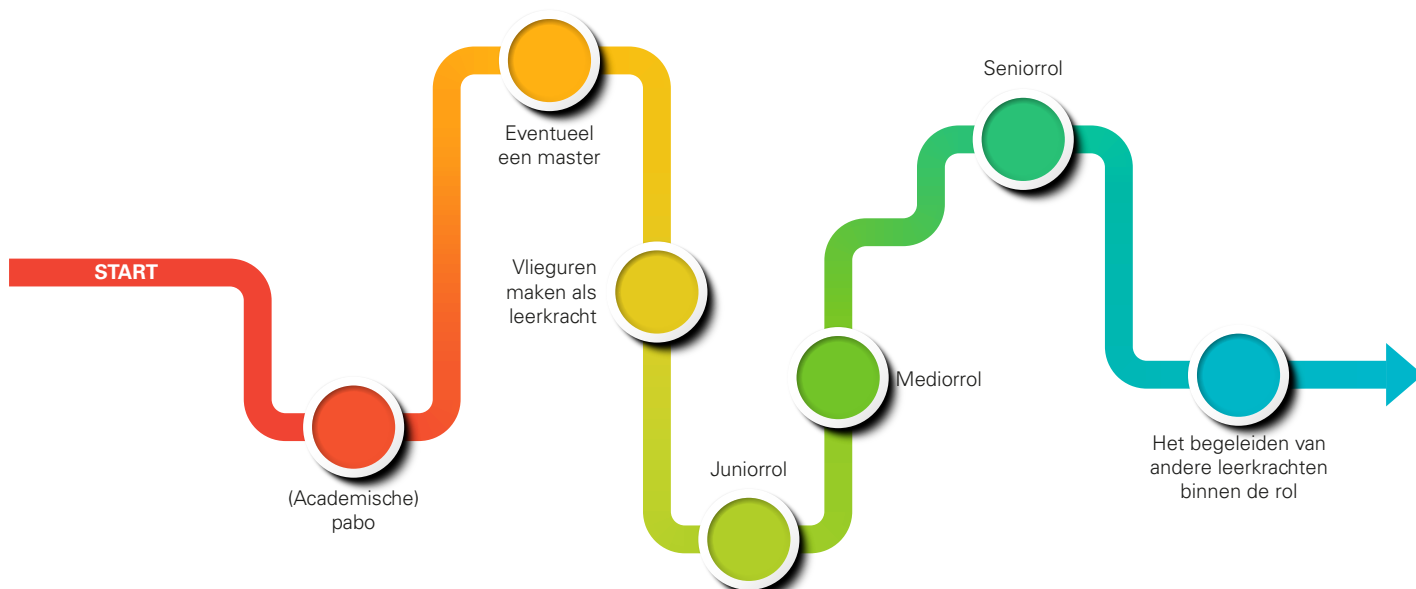 START
(Academische)
pabo
Eventueel
een master
Vlieguren
maken als
leerkracht
Juniorrol
Mediorrol
Seniorrol
Het begeleiden van
andere leerkrachten
binnen de rol